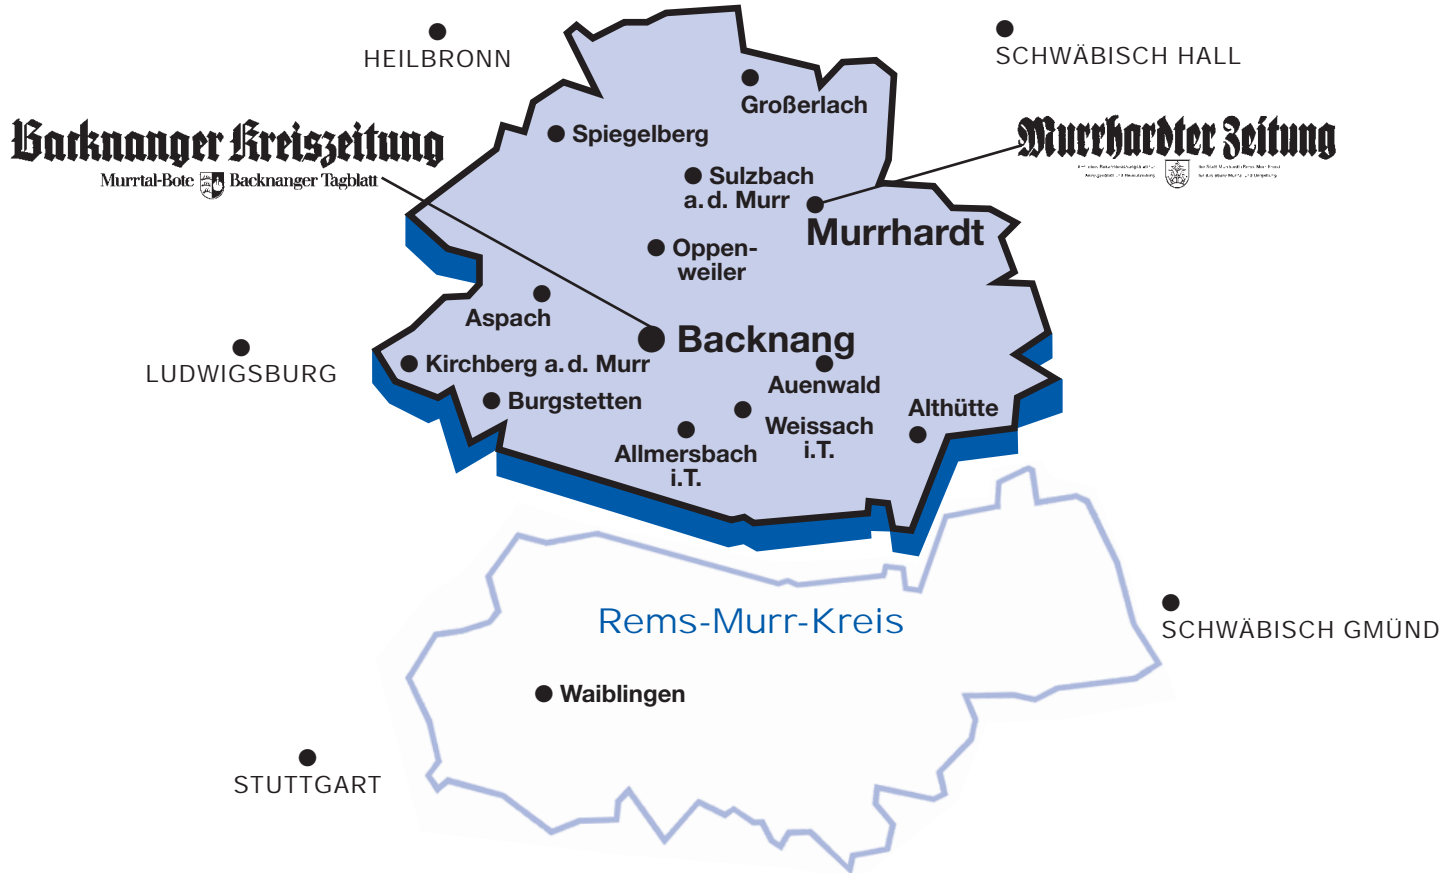 HEILBRONN
SCHWÄBISCH HALL
Großerlach
Backnanger Kreiszeitung
Murrtal-Bote Backnanger Tagblatt
Murrhardter Zeitung
Spiegelberg
Sulzbach
a. d. Murr
Murrhardt
Oppen-
weiler
Aspach
Backnang
LUDWIGSBURG
Kirchberg a. d. Murr
Auenwald
Burgstetten
Althütte
Weissach
i.T.
Allmersbach
i.T.
Rems-Murr-Kreis
SCHWÄBISCH GMÜND
Waiblingen
STUTTGART